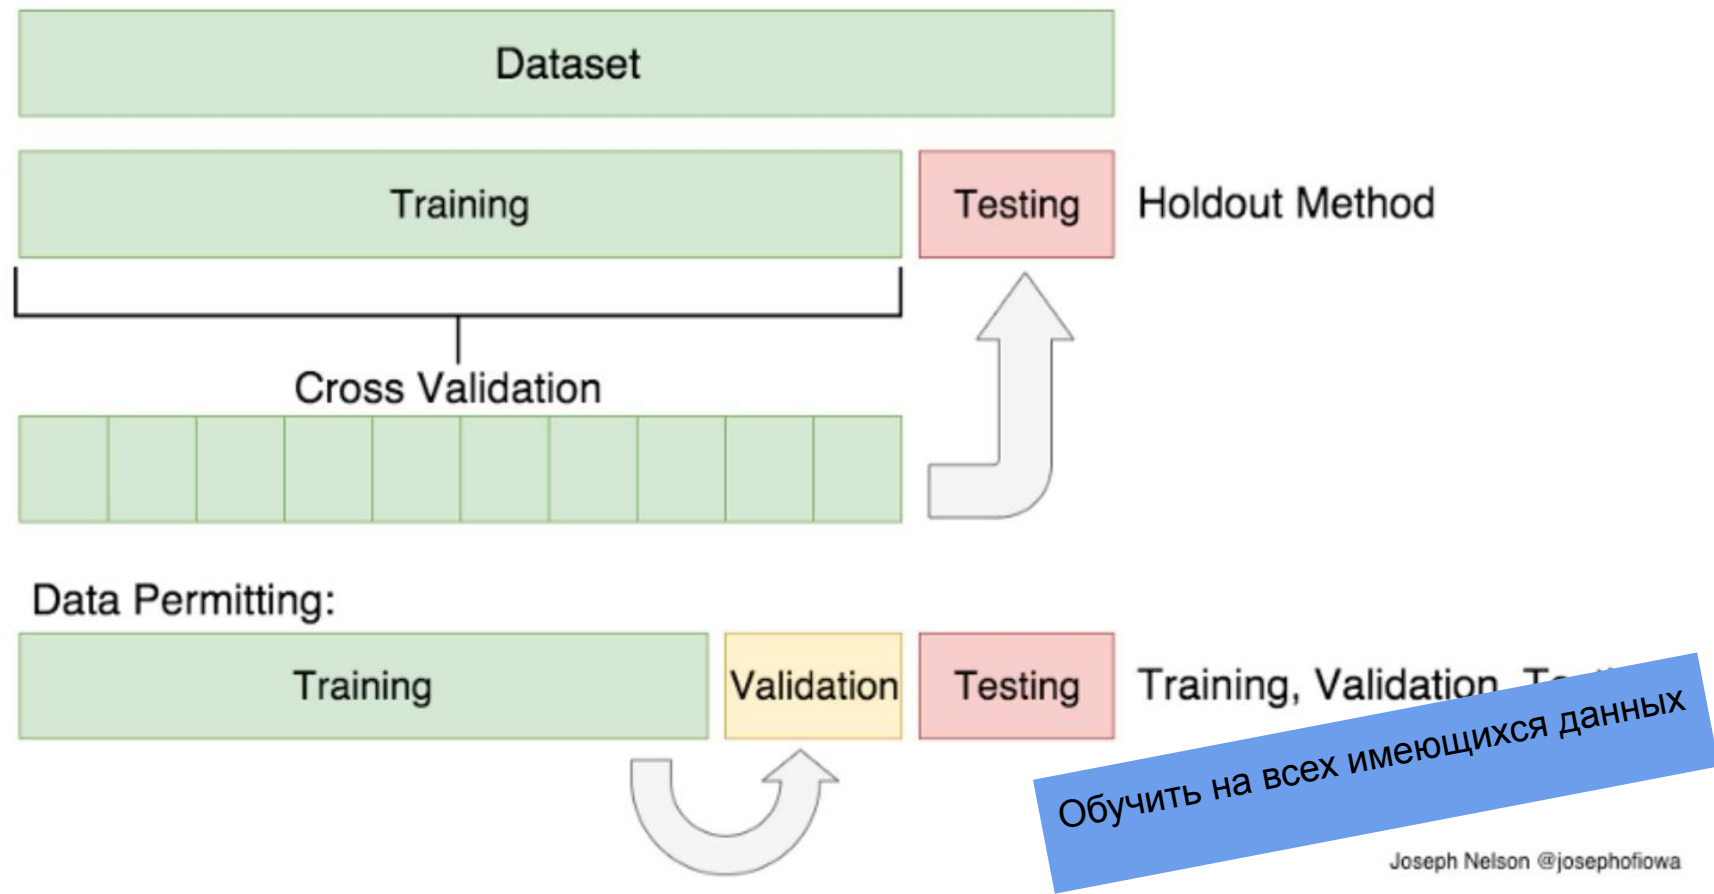 Dataset
Training
Testing
Holdout Method
Cross Validation
Data Permitting:
Training
Validation
Testing
Training, Validation,
Обучить на всех имеющихся данных
Joseph Nelson @josephofiowa